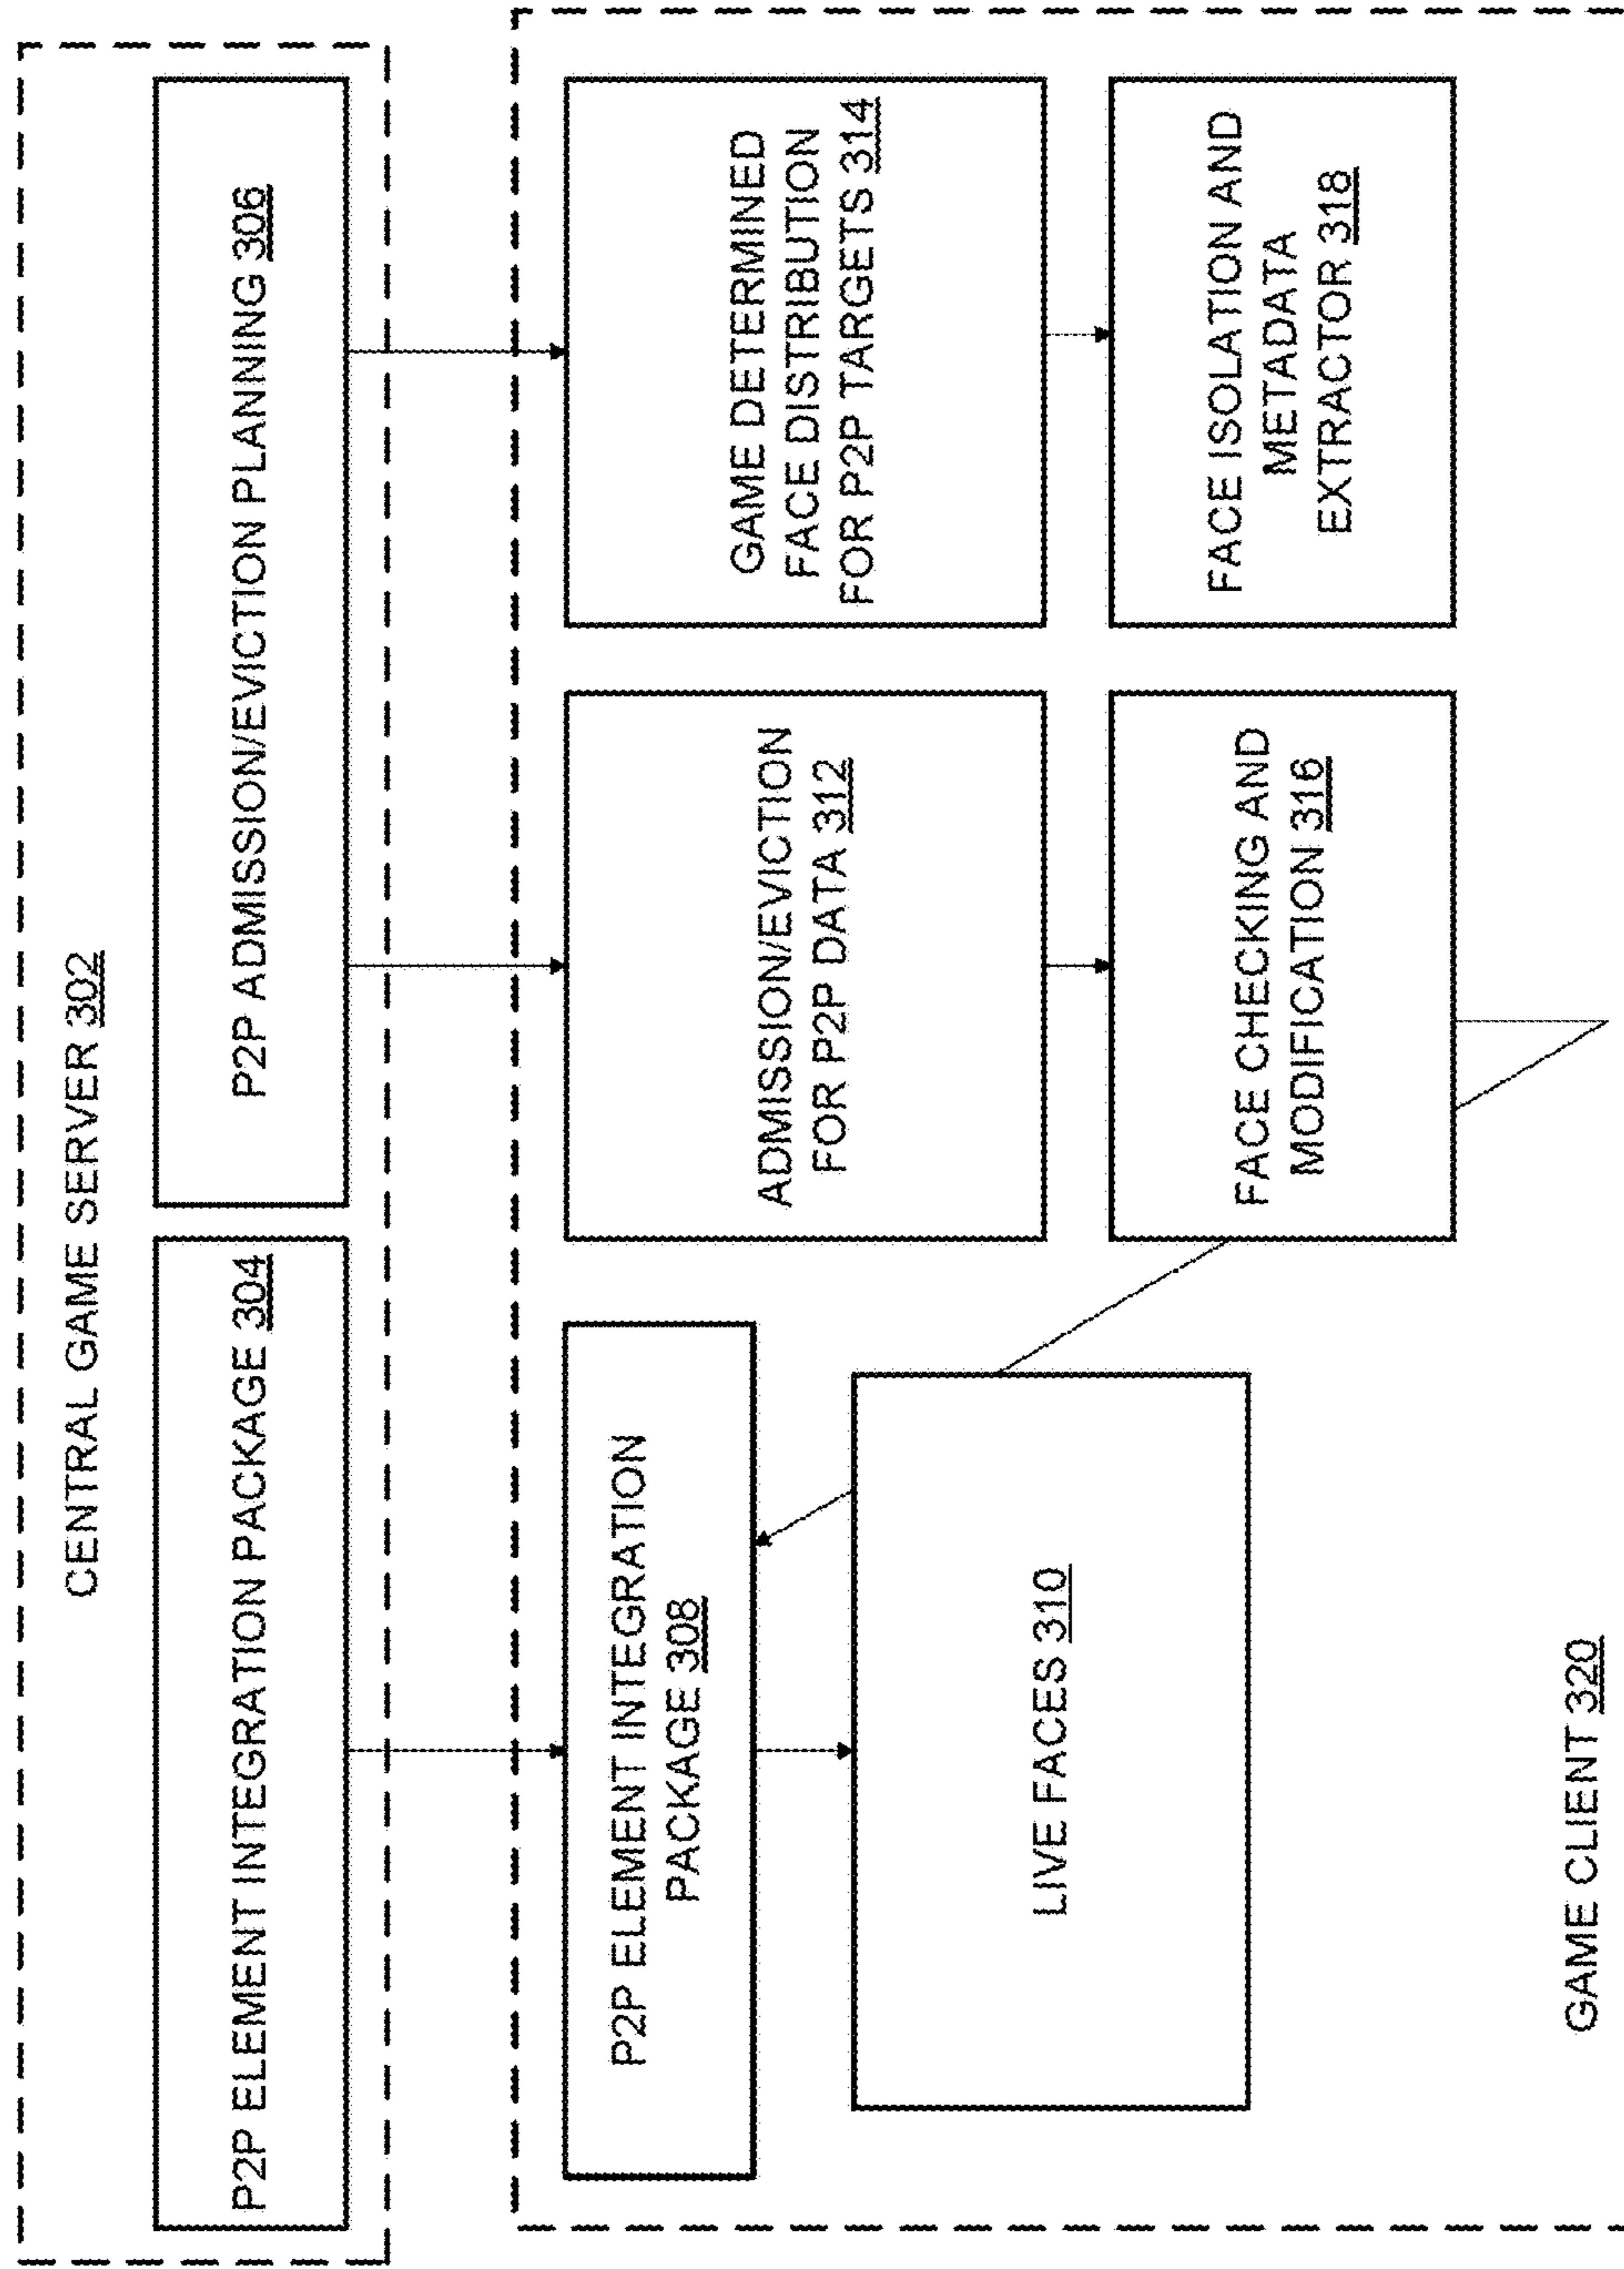 CENTRAL GAME SERVER 302
P2P ELEMENT INTEGRATION PACKAGE 304
P2P ADMISSION/EVICTION PLANNING 306
P2P ELEMENT INTEGRATION
PACKAGE 308
LIVE FACES 310
ADMISSION/EVICTION
FOR P2P DATA 312
GAME DETERMINED
FACE DISTRIBUTION
FOR P2P TARGETS 314
FACE CHECKING AND
MODIFICATION 316
FACE ISOLATION AND
METADATA
EXTRACTOR 318
GAME CLIENT 320